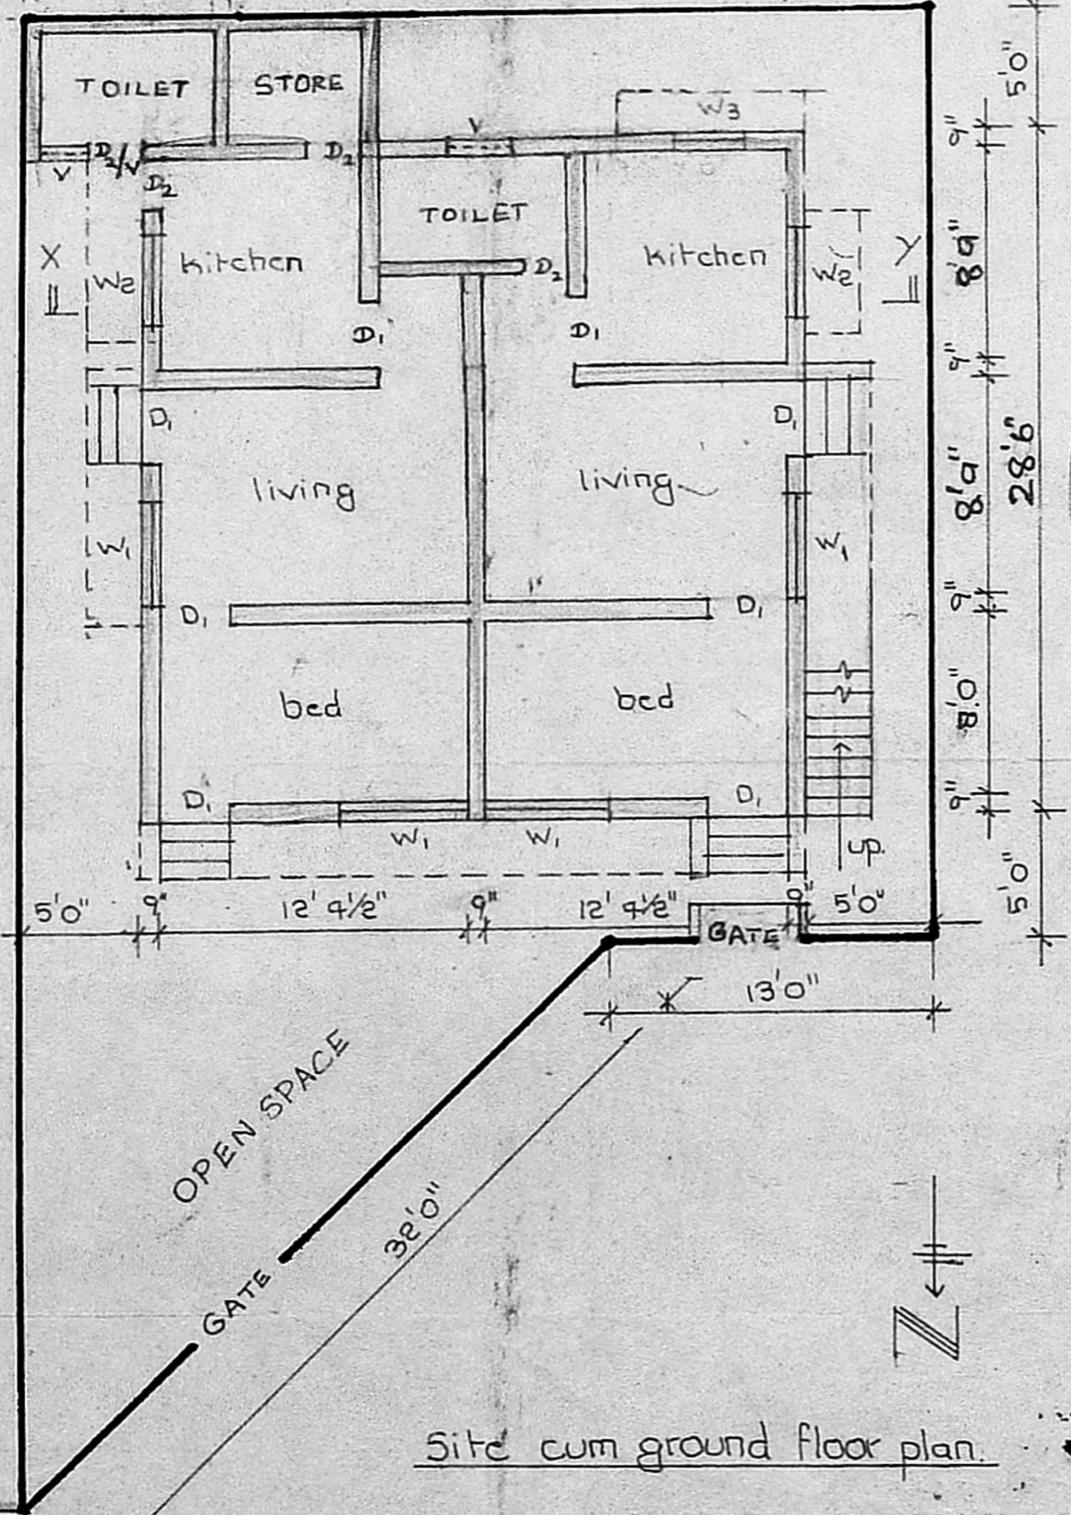 TOILET
STORE
5'0"
W3
V
9"
D2/V
V
D2
D2
TOILET
kitchen
D2
kitchen
W2
8'9"
X
W2
Y
D1
D1
9"
D1
D1
28'6"
living
living
8'9"
W1
W1
D1
D1
9"
bed
bed
8'0"
D1
D1
9"
W1
W1
UP.
5'0"
9"
12' 4½"
9"
12' 4½"
9"
5'0"
5'0"
GATE
13'0"
OPEN SPACE
32'0"
GATE
N
Site cum ground floor plan.